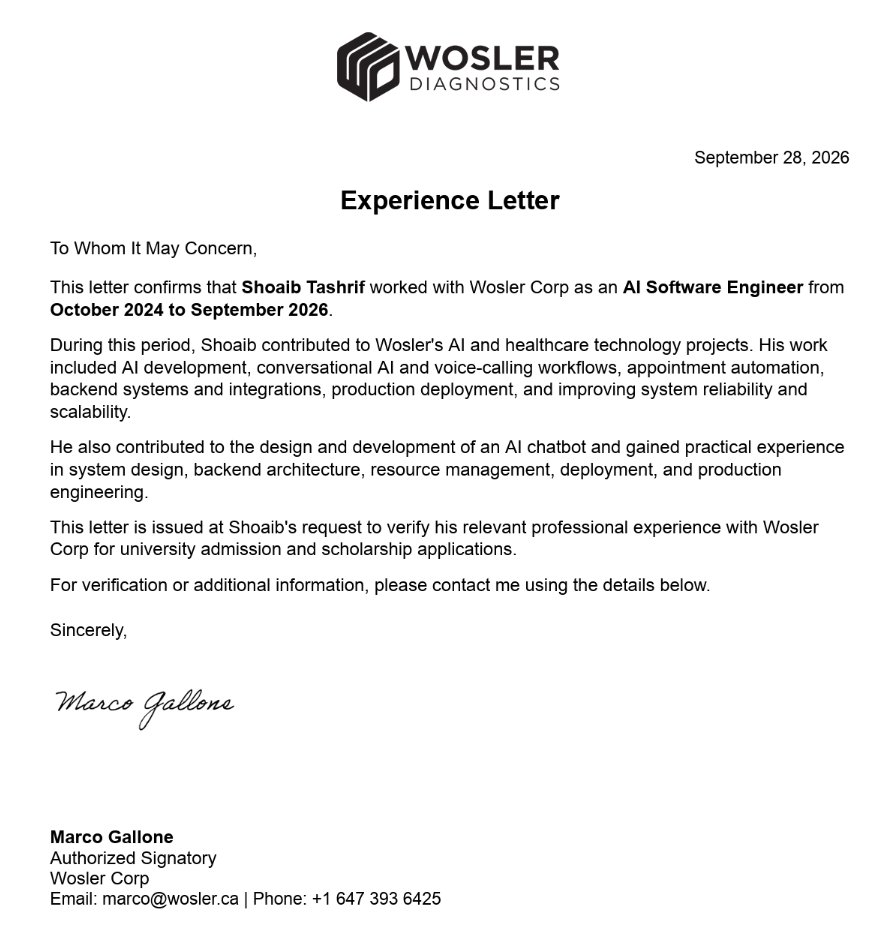 WOSLER
DIAGNOSTICS
September 28, 2026
Experience Letter
To Whom It May Concern,
This letter confirms that Shoaib Tashrif worked with Wosler Corp as an AI Software Engineer from
October 2024 to September 2026.
During this period, Shoaib contributed to Wosler's AI and healthcare technology projects. His work
included AI development, conversational AI and voice-calling workflows, appointment automation,
backend systems and integrations, production deployment, and improving system reliability and
scalability.
He also contributed to the design and development of an AI chatbot and gained practical experience
in system design, backend architecture, resource management, deployment, and production
engineering.
This letter is issued at Shoaib's request to verify his relevant professional experience with Wosler
Corp for university admission and scholarship applications.
For verification or additional information, please contact me using the details below.
Sincerely,
Marco Gallone
Marco Gallone
Authorized Signatory
Wosler Corp
Email: marco@wosler.ca | Phone: +1 647 393 6425